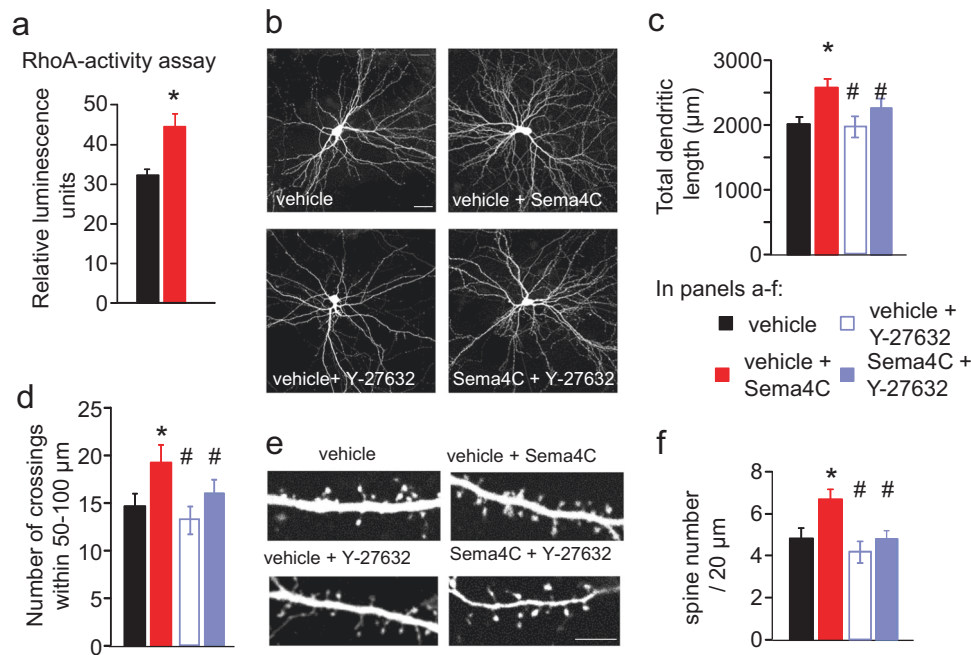 a
RhoA-activity assay
Relative luminescence
units
50
40
30
20
10
0
*
b
vehicle
vehicle + Sema4C
vehicle+ Y-27632
Sema4C + Y-27632
c
Total dendritic
length (µm)
3000
2000
1000
0
*
#
#
In panels a-f:
vehicle
vehicle +
Y-27632
vehicle +
Sema4C
Sema4C +
Y-27632
d
Number of crossings
within 50-100 µm
25
20
15
10
15
0
*
#
#
e
vehicle
vehicle + Sema4C
vehicle + Y-27632
Sema4C + Y-27632
f
spine number
/ 20 µm
8
6
4
2
0
*
#
#